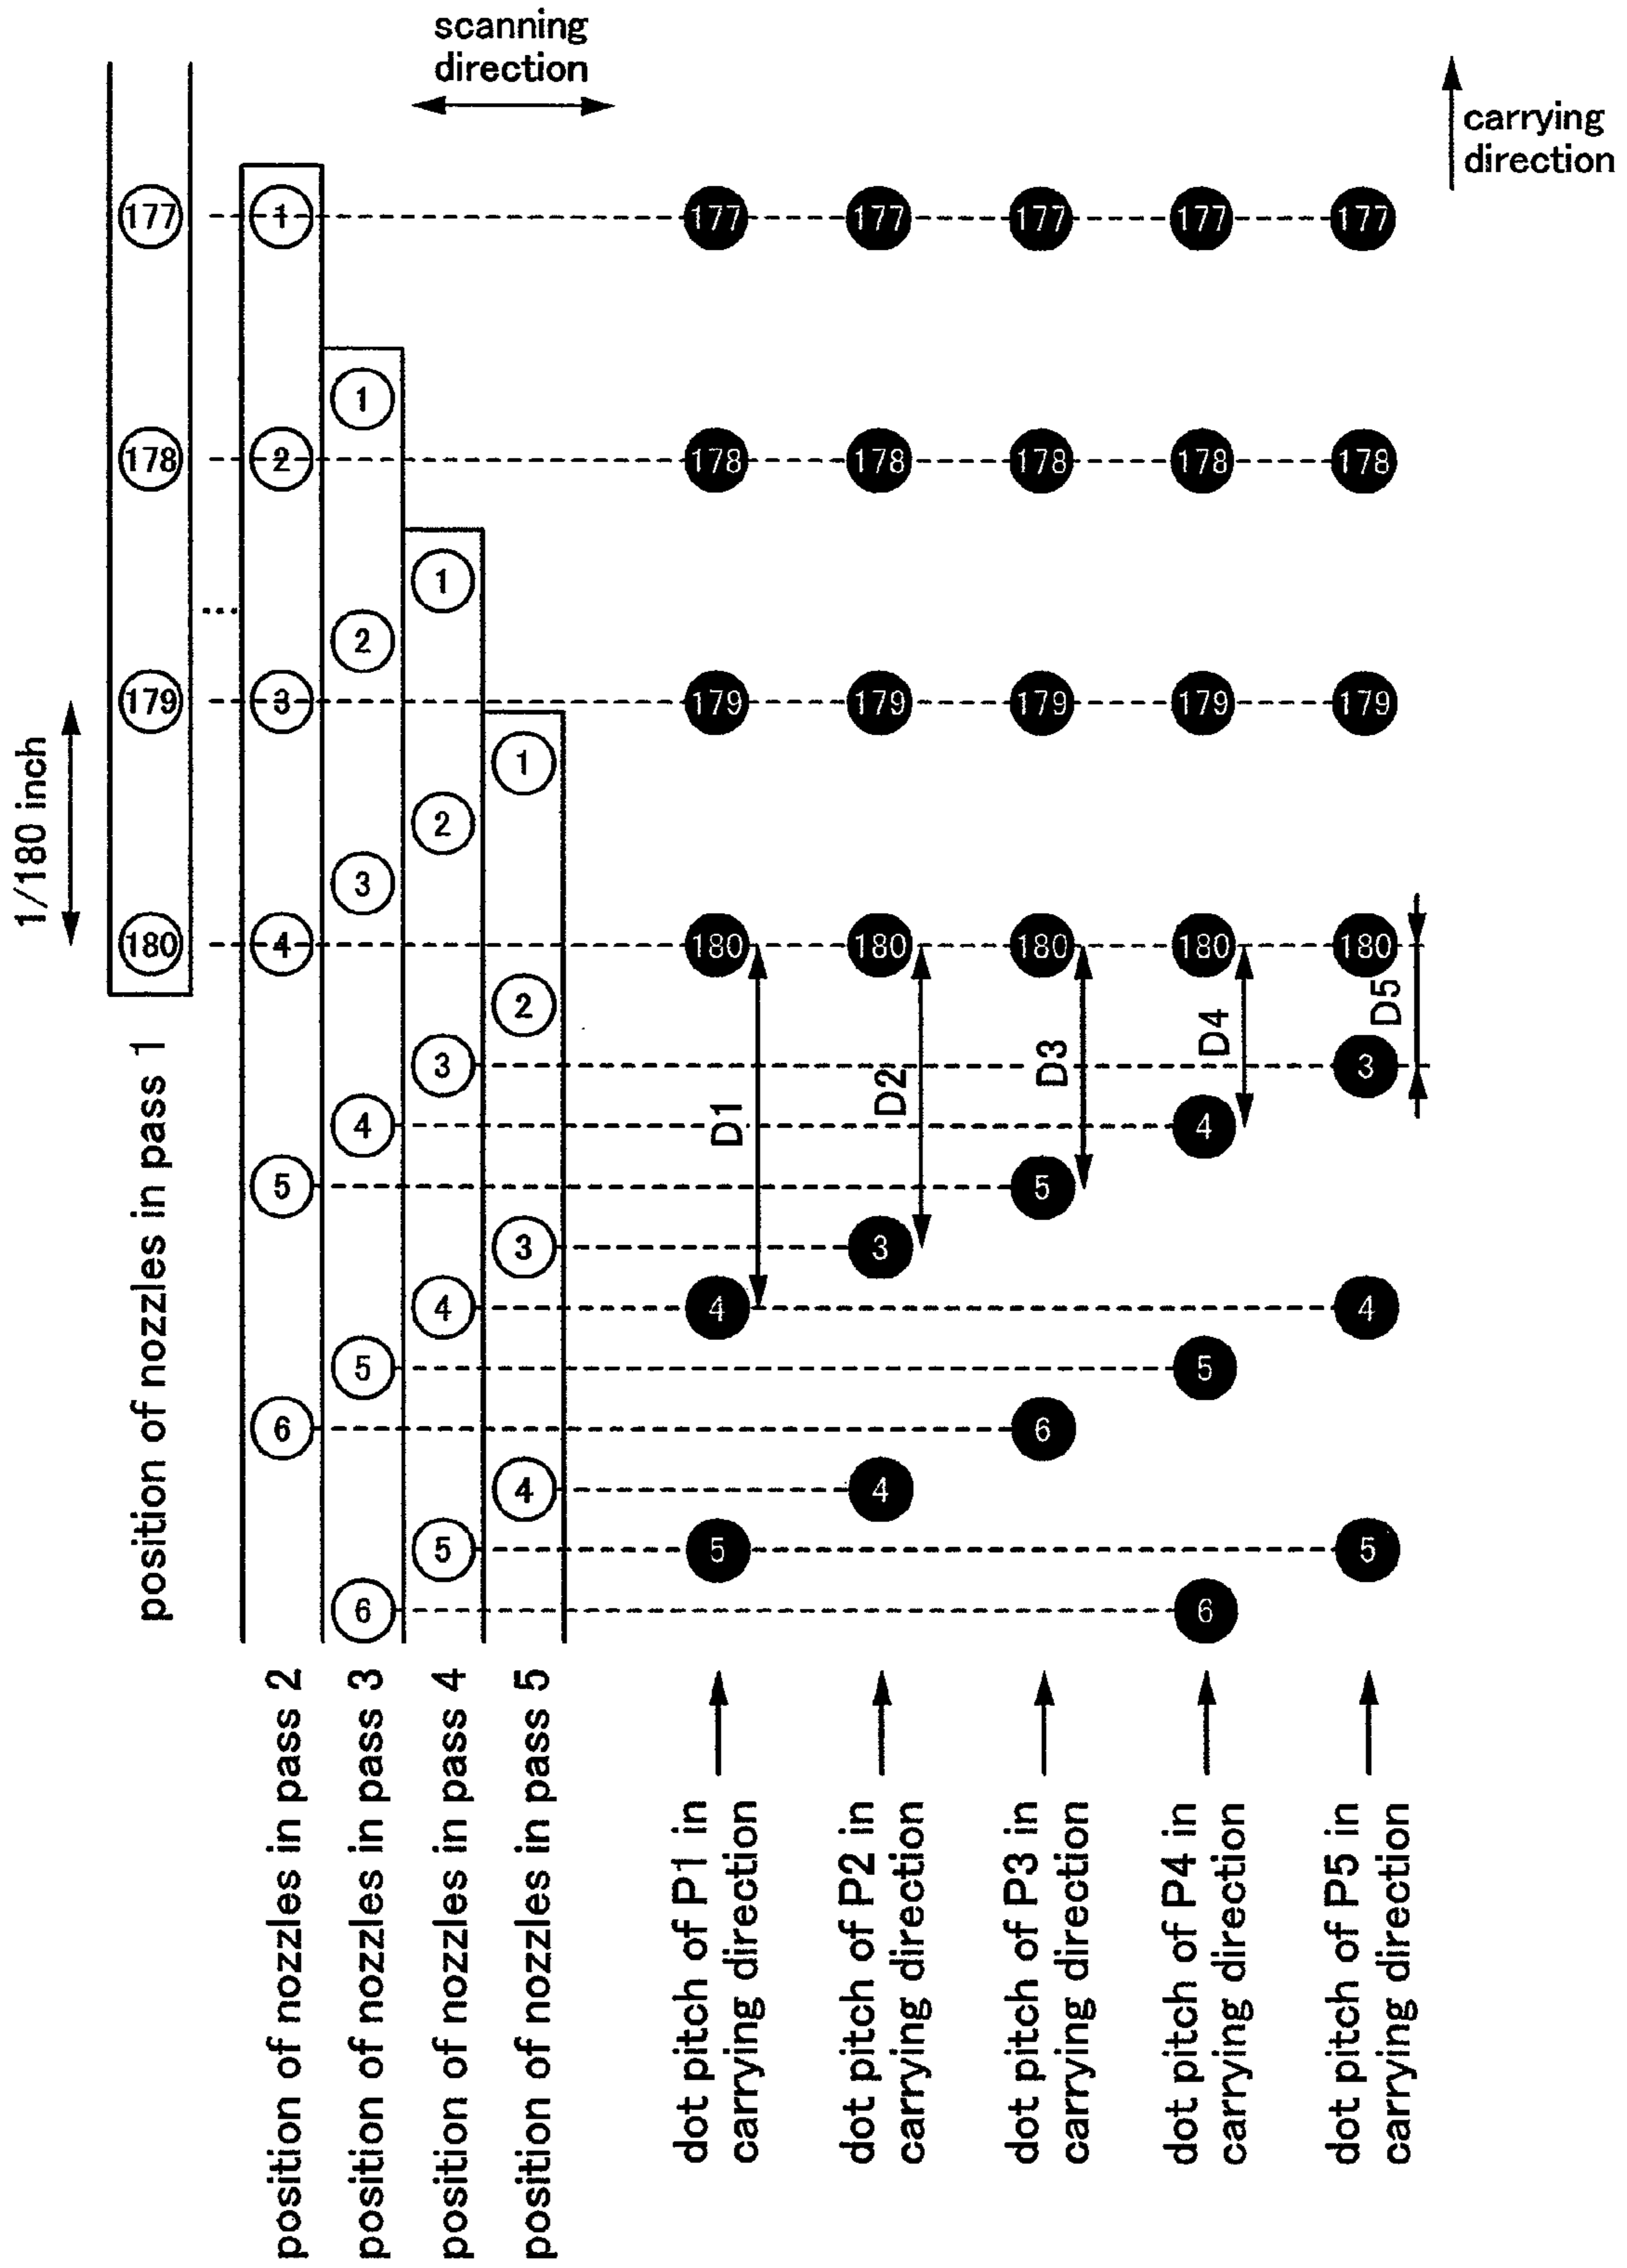 scanning
direction
carrying
direction
177 1 177 177 177 177 177
1
2
178 178 178 178 178 178
1
2
179 3 179 179 179 179 179
1
2
1/180 inch
3
180 4 180 180 180 180 180
2
D5
3 3
D4
D3
4 4
D2
D1
5 5
3 3
4 4 4
5 5
6 6
4 4
5 5 5
6 6
position of nozzles in pass 1
position of nozzles in pass 2
position of nozzles in pass 3
position of nozzles in pass 4
position of nozzles in pass 5
dot pitch of P1 in
carrying direction
dot pitch of P2 in
carrying direction
dot pitch of P3 in
carrying direction
dot pitch of P4 in
carrying direction
dot pitch of P5 in
carrying direction